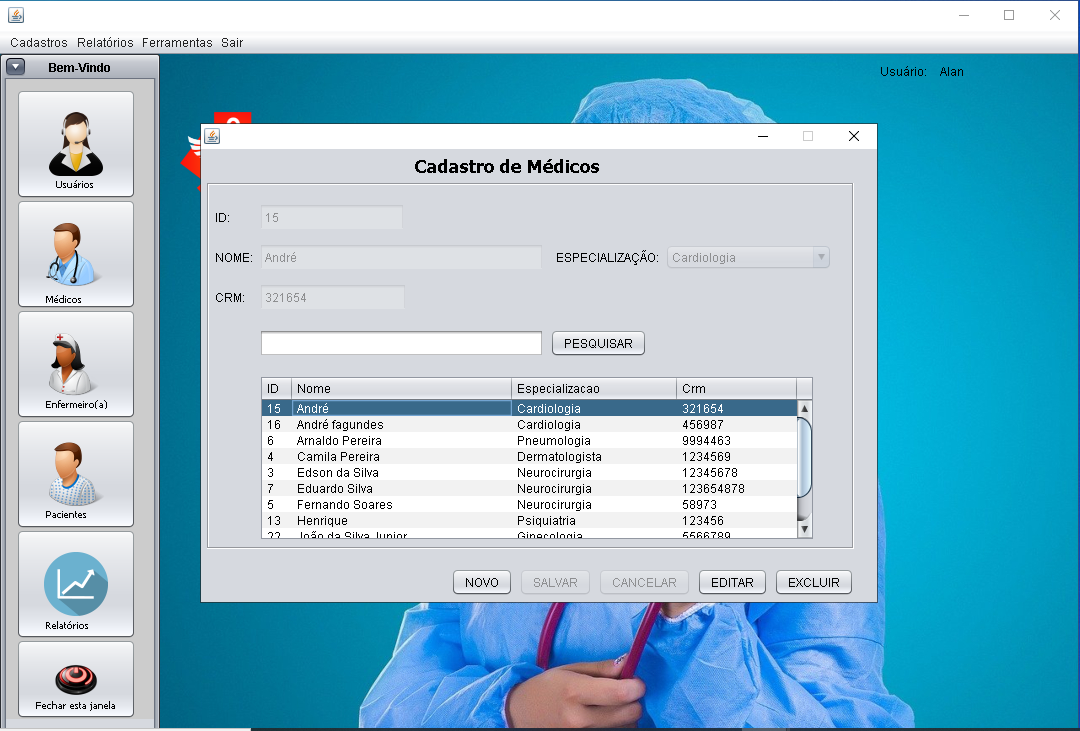 Cadastros Relatórios Ferramentas Sair
Bem-Vindo
Usuário: Alan
Usuários
Médicos
Enfermeiro(a)
Pacientes
Relatórios
Fechar esta janela
Cadastro de Médicos
ID: 15
NOME: André ESPECIALIZAÇÃO: Cardiologia
CRM: 321654
PESQUISAR
ID Nome Especializacao Crm
15 André Cardiologia 321654
16 André fagundes Cardiologia 456987
6 Arnaldo Pereira Pneumologia 9994463
4 Camila Pereira Dermatologista 1234569
3 Edson da Silva Neurocirurgia 12345678
7 Eduardo Silva Neurocirurgia 123654878
5 Fernando Soares Neurocirurgia 58973
13 Henrique Psiquiatria 123456
22 João da Silva Junior Ginecologia 5566789
NOVO SALVAR CANCELAR EDITAR EXCLUIR